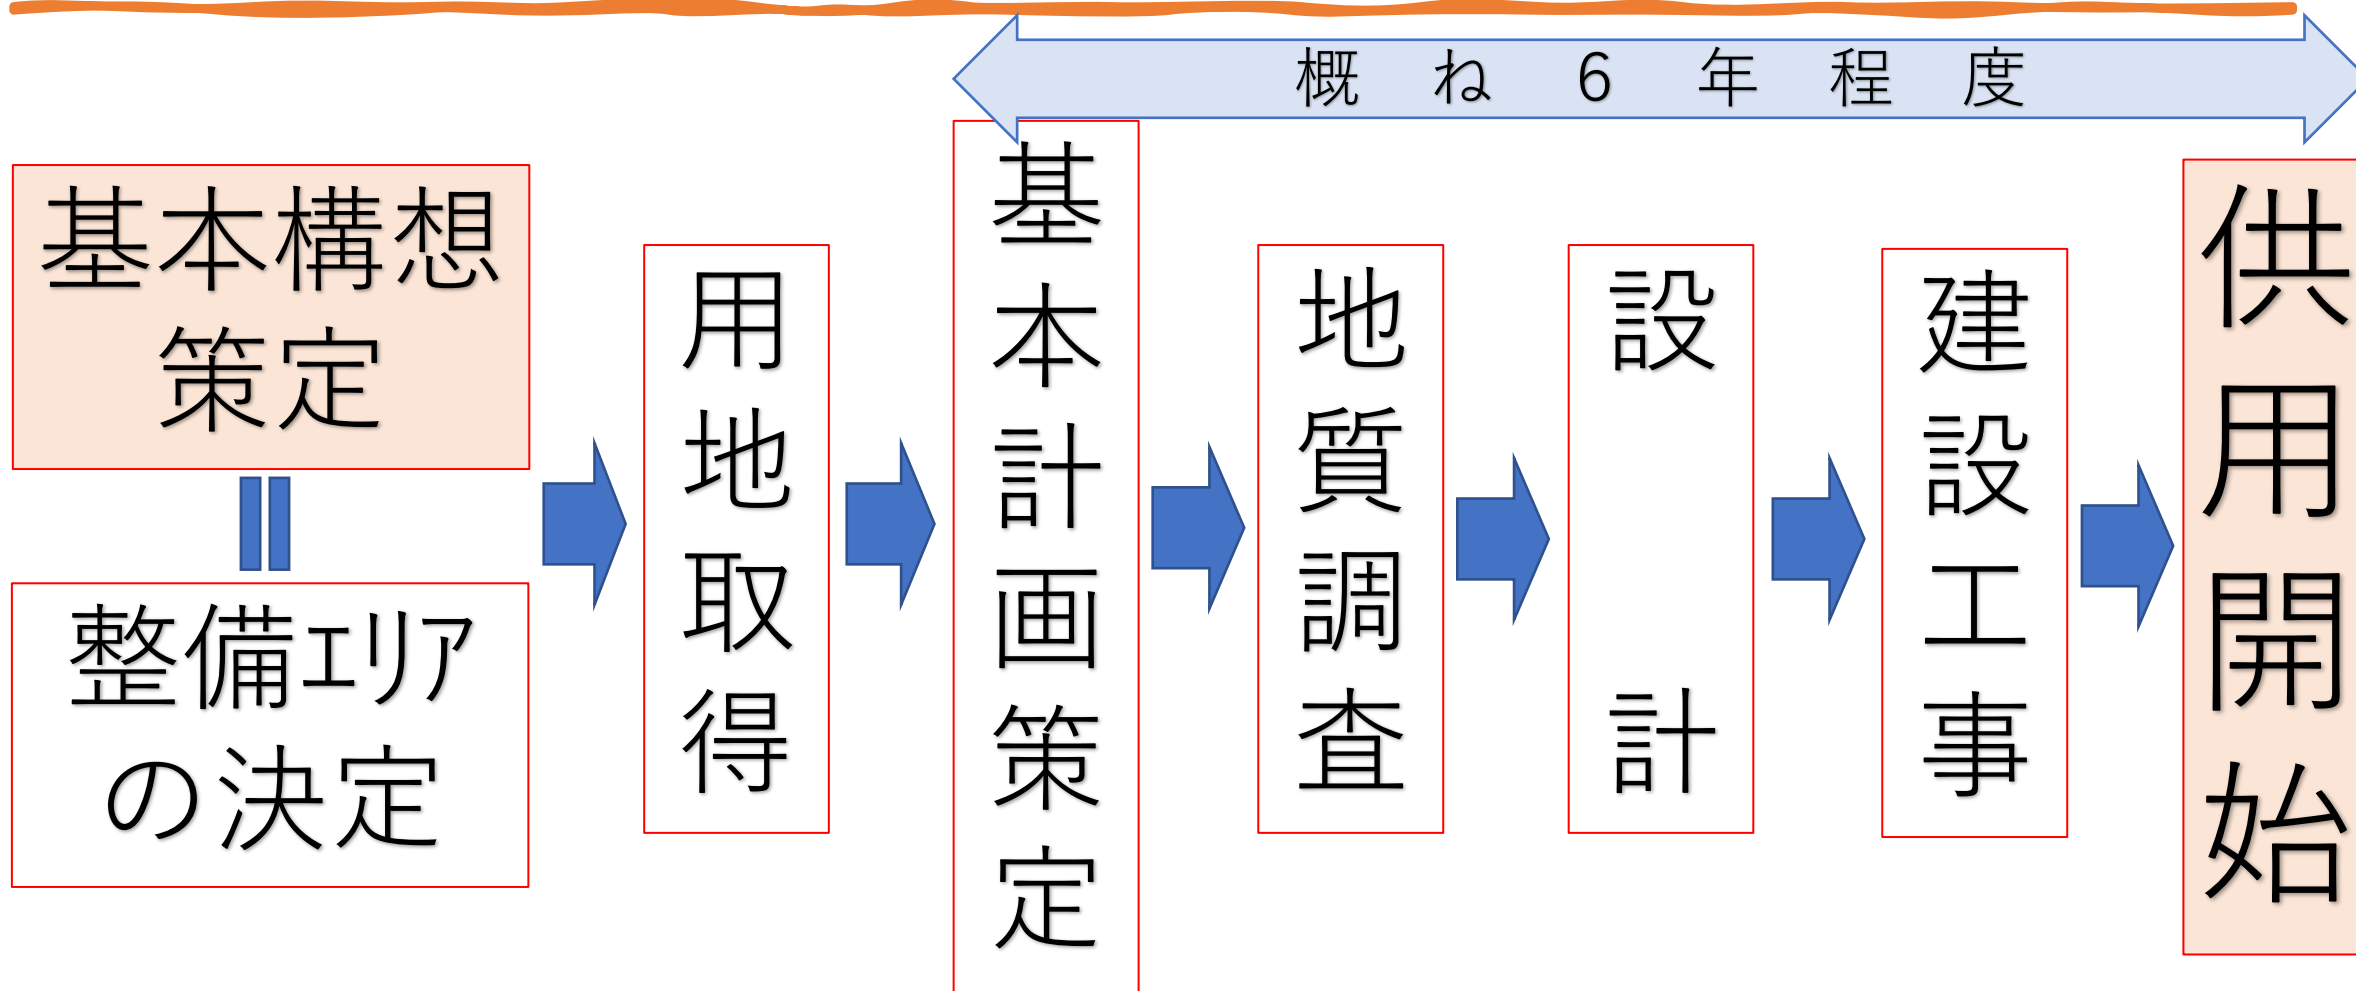 概ね６年程度
基本構想
策定
整備ｴﾘｱ
の決定
用地取得
基本計画策定
地質調査
設計
建設工事
供用開始